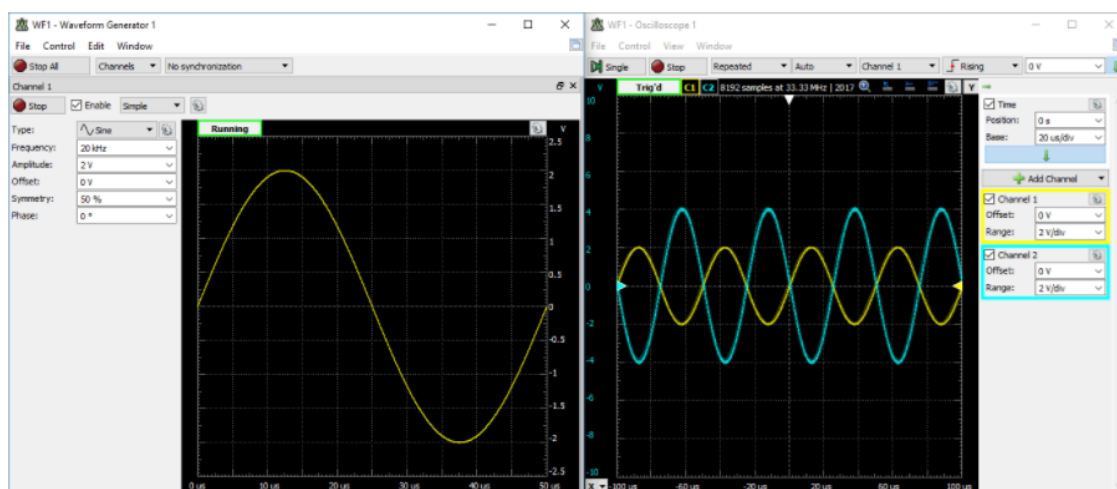 WF1 - Waveform Generator 1
File Control Edit Window
Stop All Channels No synchronization
Channel 1
Stop Enable Simple
Type: Sine
Frequency: 20 kHz
Amplitude: 2 V
Offset: 0 V
Symmetry: 50 %
Phase: 0 °
Running V
2.5
2
1.5
1
0.5
0
-0.5
-1
-1.5
-2
-2.5
0 us 10 us 20 us 30 us 40 us 50 us
WF1 - Oscilloscope 1
File Control View Window
Single Stop Repeated Auto Channel 1 Rising 0 V
V Trig'd C1 C2 8192 samples at 33.33 MHz | 2017 Y
10
8
6
4
2
0
-2
-4
-6
-8
-10
X -100 us -60 us -20 us 20 us 60 us 100 us
Time
Position: 0 s
Base: 20 us/div
Add Channel
Channel 1
Offset: 0 V
Range: 2 V/div
Channel 2
Offset: 0 V
Range: 2 V/div